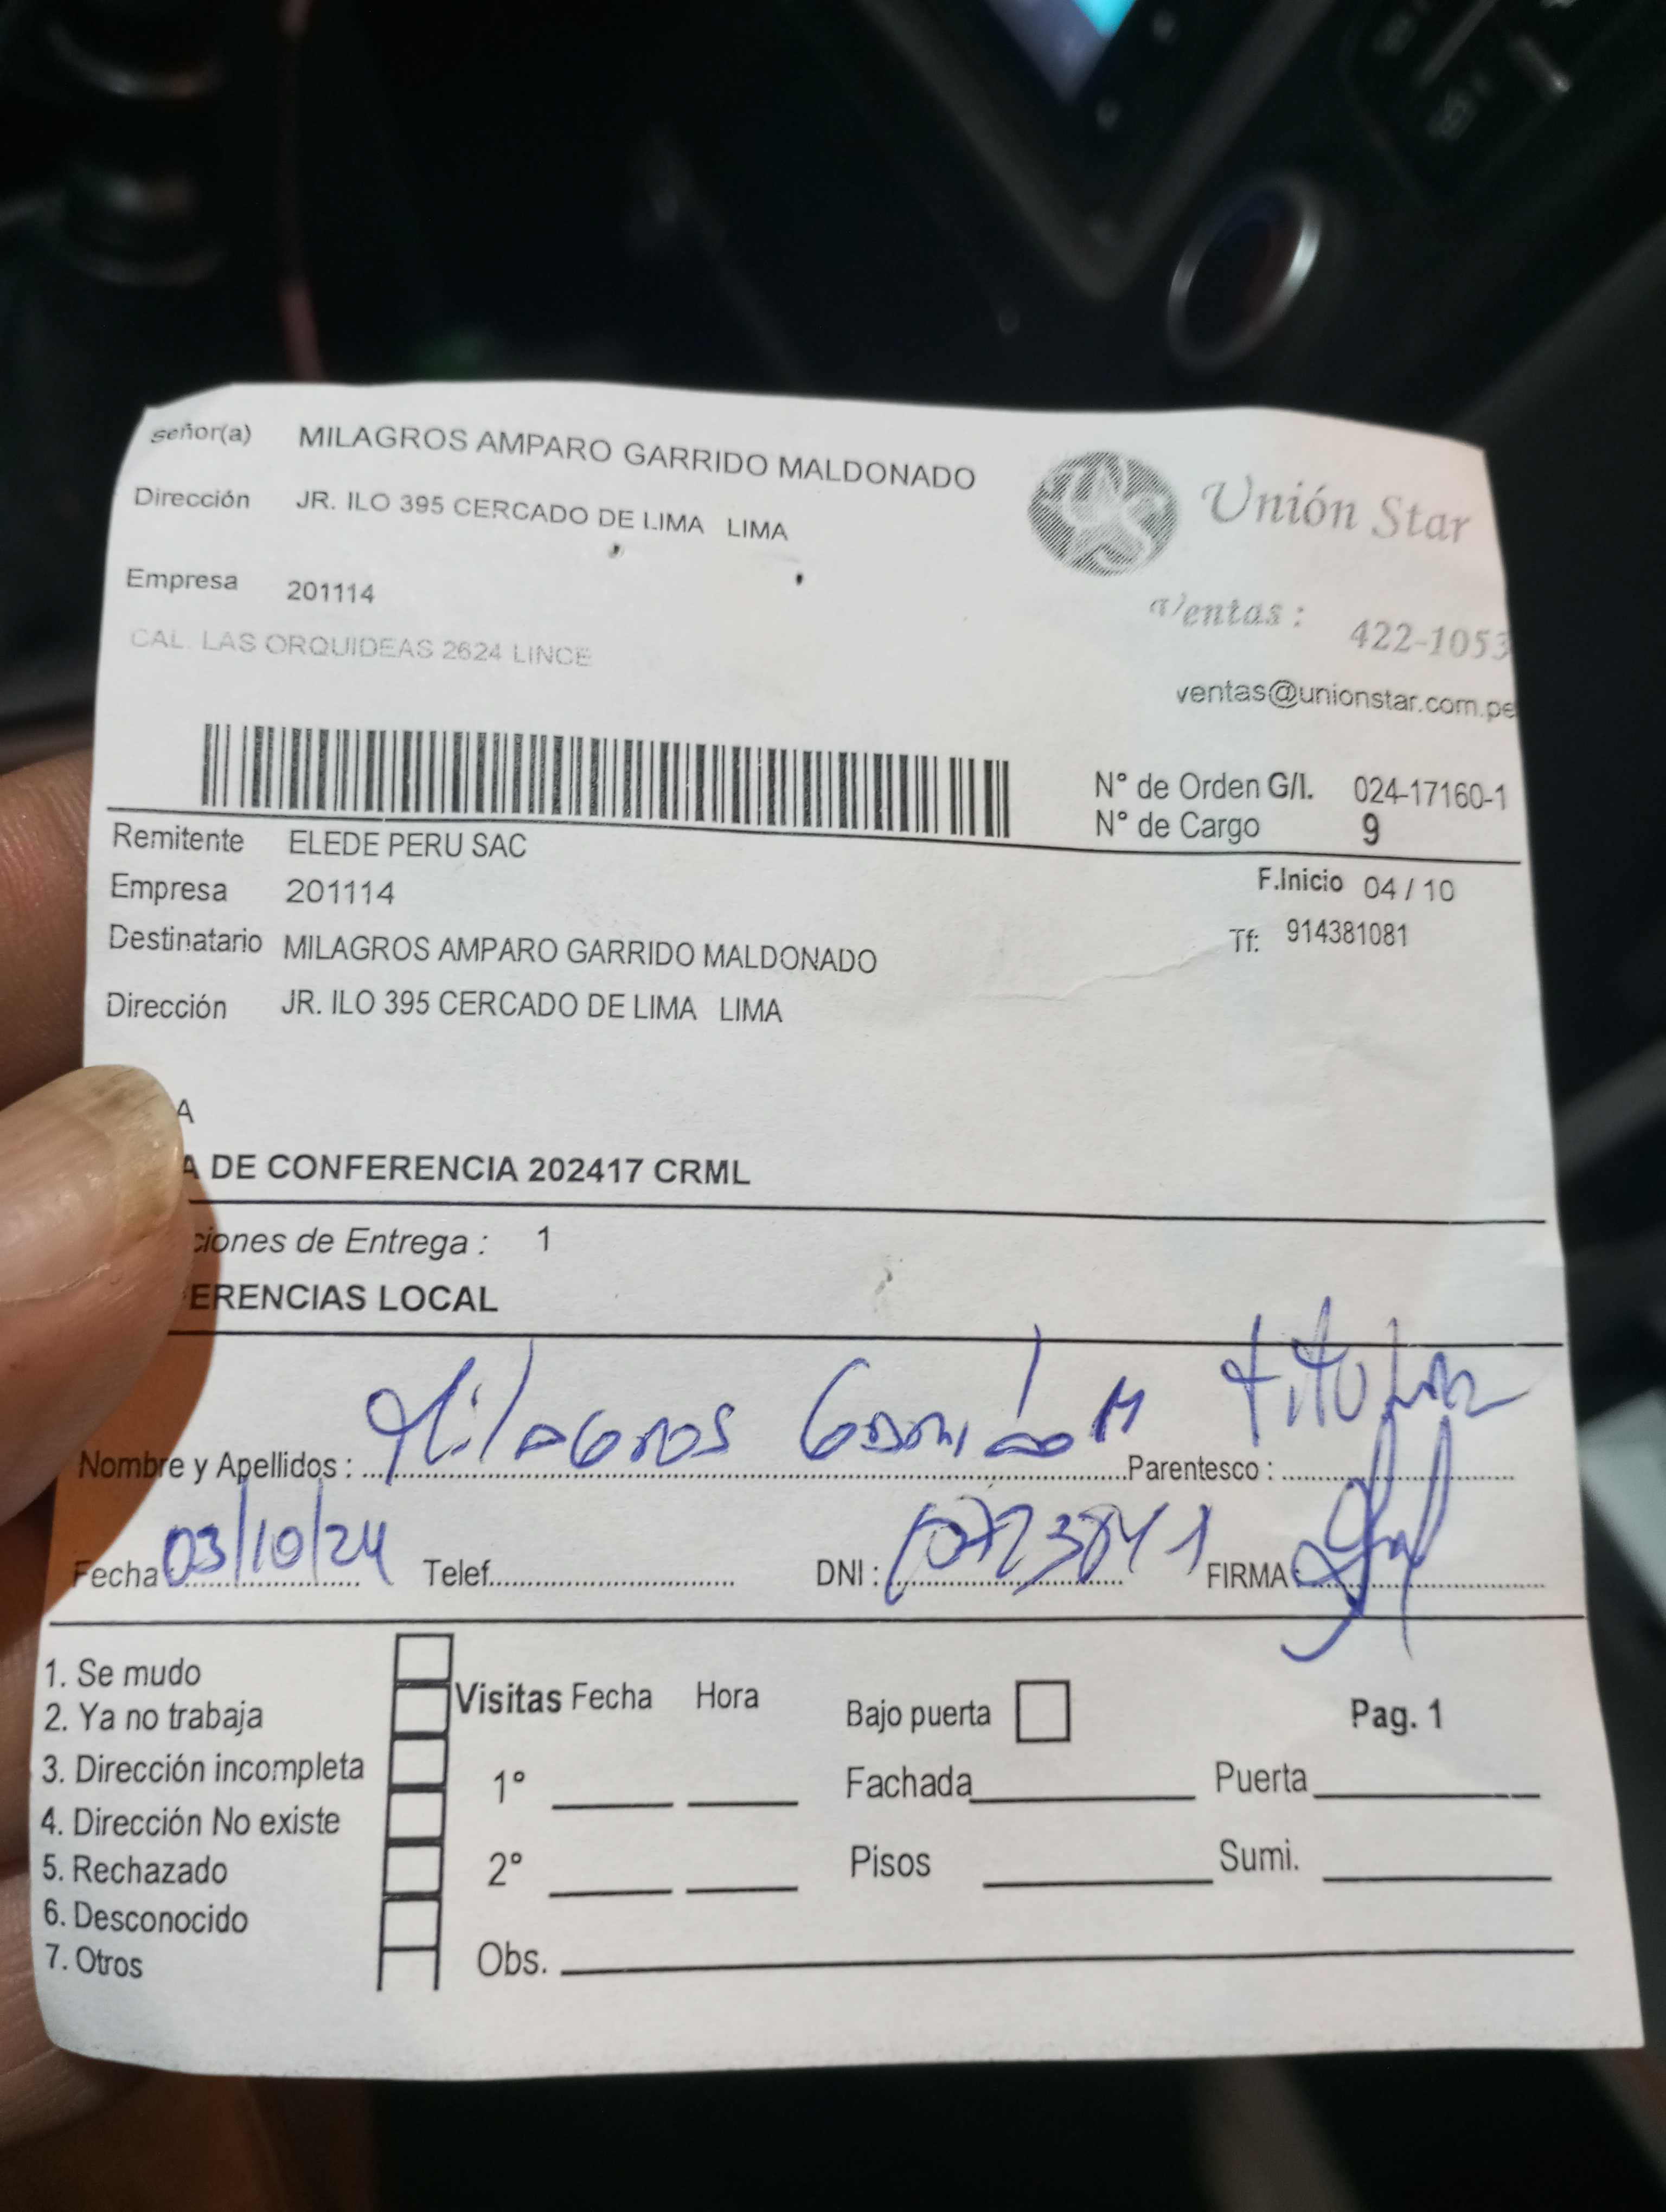 señor(a) MILAGROS AMPARO GARRIDO MALDONADO
Dirección JR. ILO 395 CERCADO DE LIMA LIMA
Unión Star
Empresa 201114
Ventas : 422-1053
CAL. LAS ORQUIDEAS 2624 LINCE
ventas@unionstar.com.pe
N° de Orden G/I. 024-17160-1
N° de Cargo 9
Remitente ELEDE PERU SAC
Empresa 201114
F.Inicio 04 / 10
Destinatario MILAGROS AMPARO GARRIDO MALDONADO
Tf: 914381081
Dirección JR. ILO 395 CERCADO DE LIMA LIMA
A
A DE CONFERENCIA 202417 CRML
ciones de Entrega : 1
ERENCIAS LOCAL
Nombre y Apellidos : Milagros Garrido M Parentesco : titular
Fecha 03/10/24 Telef. DNI : FIRMA
1. Se mudo
2. Ya no trabaja
3. Dirección incompleta
4. Dirección No existe
5. Rechazado
6. Desconocido
7. Otros
Visitas Fecha Hora
1°
2°
Obs.
Bajo puerta
Pag. 1
Fachada Puerta
Pisos Sumi.